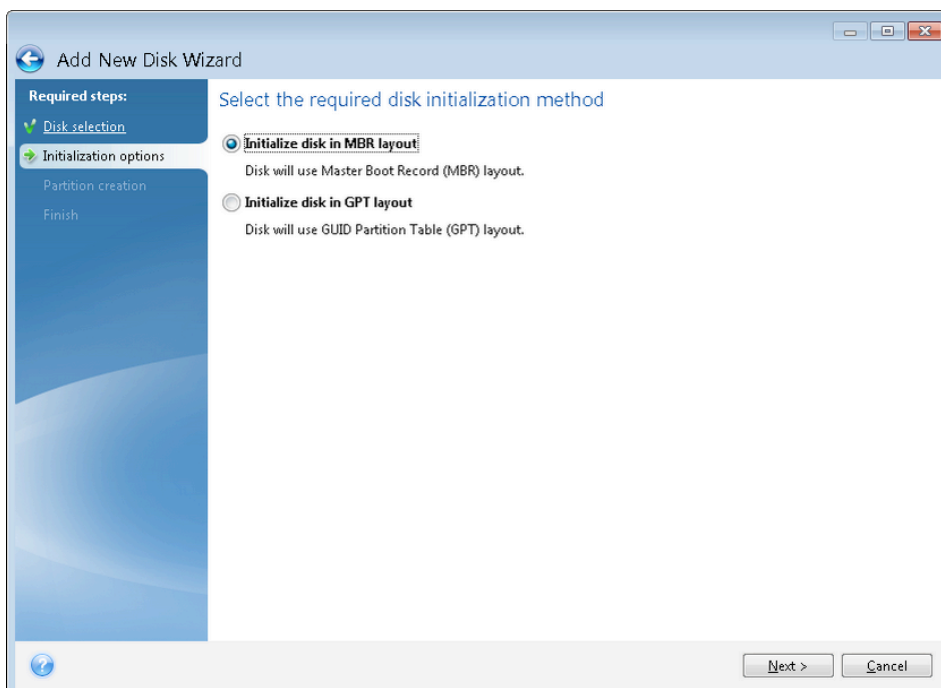 Add New Disk Wizard
Required steps:
Disk selection
Initialization options
Partition creation
Finish
Select the required disk initialization method
Initialize disk in MBR layout
Disk will use Master Boot Record (MBR) layout.
Initialize disk in GPT layout
Disk will use GUID Partition Table (GPT) layout.
Next >
Cancel